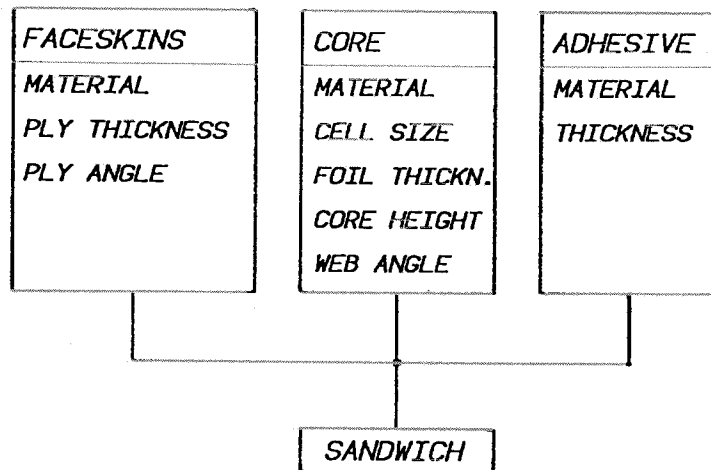 FACESKINS
MATERIAL
PLY THICKNESS
PLY ANGLE
CORE
MATERIAL
CELL SIZE
FOIL THICKN.
CORE HEIGHT
WEB ANGLE
ADHESIVE
MATERIAL
THICKNESS
SANDWICH